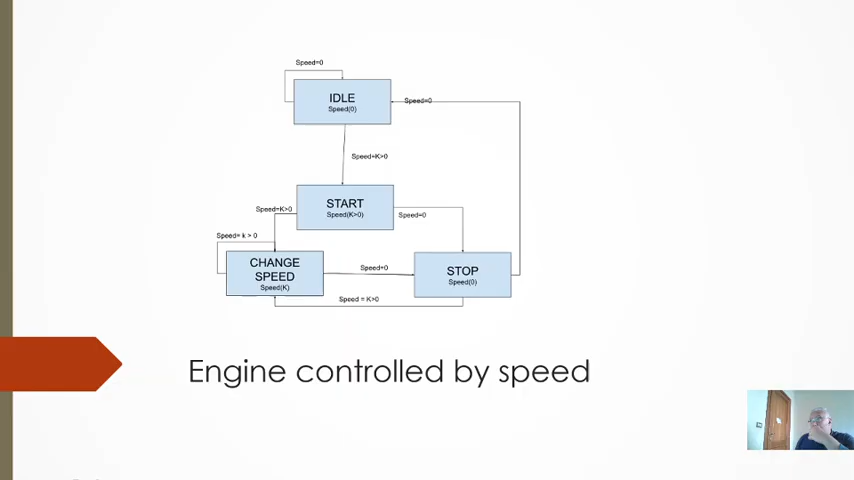 Speed=0
IDLE
Speed(0)
Speed=0
Speed=K>0
START
Speed(K>0)
Speed=K>0
Speed=0
Speed= k > 0
CHANGE
SPEED
Speed(K)
Speed=0
STOP
Speed(0)
Speed = K>0
Engine controlled by speed